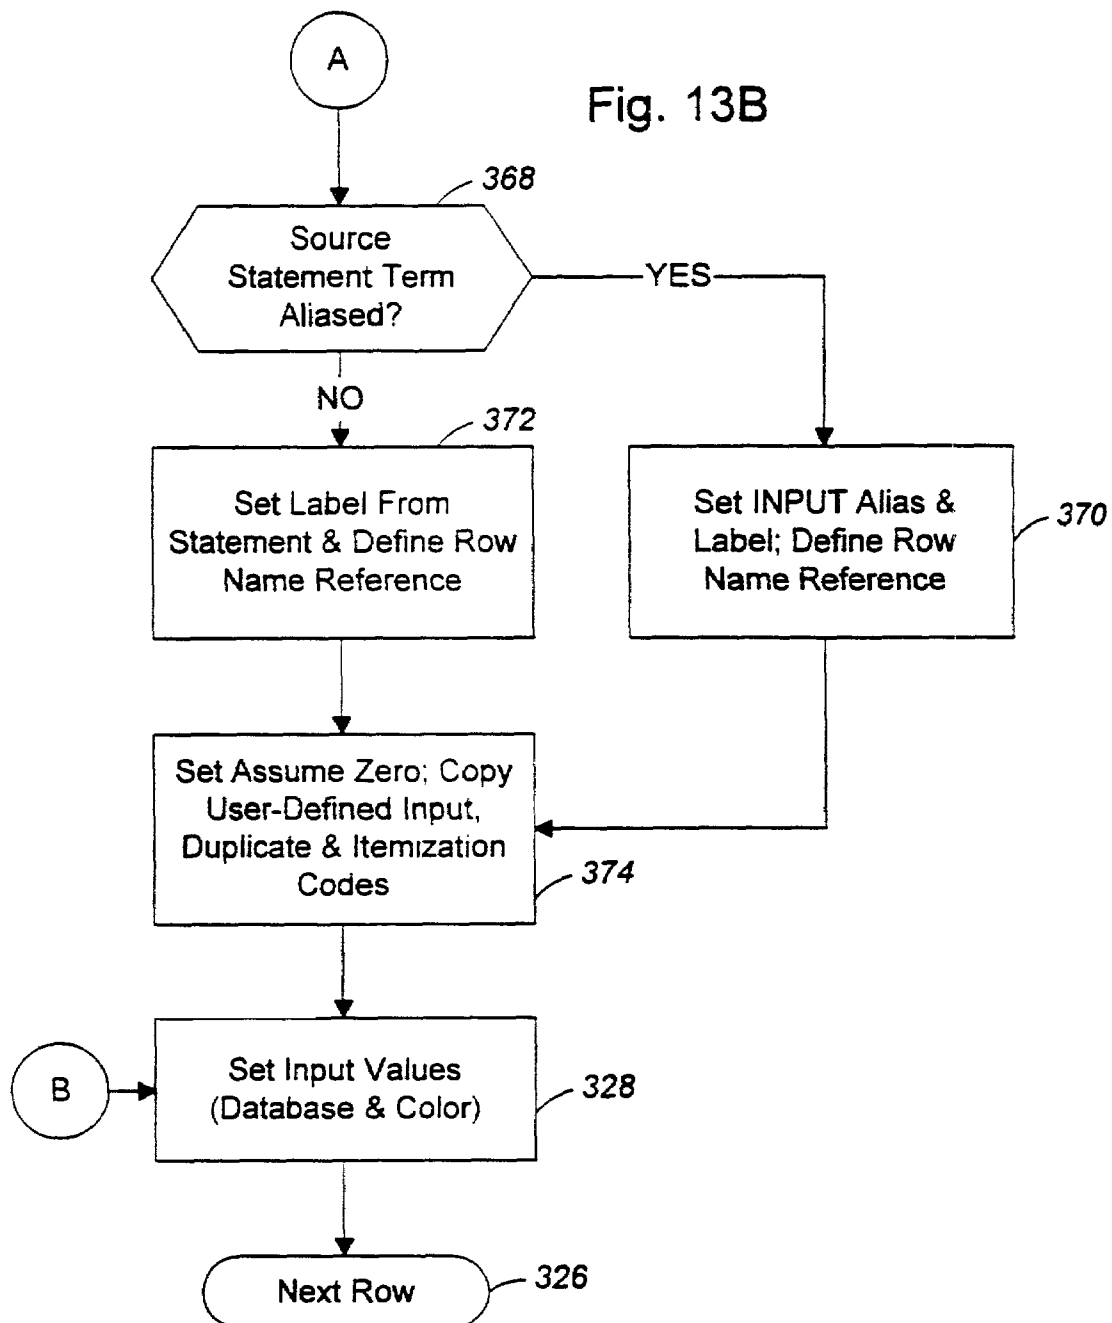 A
Fig. 13B
368
Source
Statement Term
Aliased?
YES
NO
372
Set Label From
Statement & Define Row
Name Reference
Set INPUT Alias &
Label; Define Row
Name Reference
370
Set Assume Zero; Copy
User-Defined Input,
Duplicate & Itemization
Codes
374
B
Set Input Values
(Database & Color)
328
Next Row
326